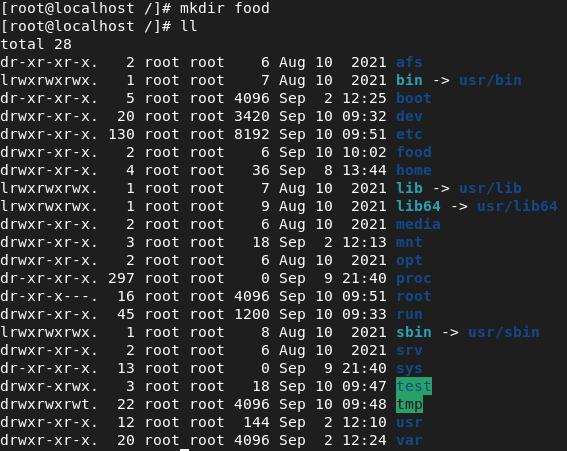 [root@localhost /]# mkdir food
[root@localhost /]# ll
total 28
dr-xr-xr-x.   2 root root    6 Aug 10  2021 afs
lrwxrwxrwx.   1 root root    7 Aug 10  2021 bin -> usr/bin
dr-xr-xr-x.   5 root root 4096 Sep  2 12:25 boot
drwxr-xr-x.  20 root root 3420 Sep 10 09:32 dev
drwxr-xr-x. 130 root root 8192 Sep 10 09:51 etc
drwxr-xr-x.   2 root root    6 Sep 10 10:02 food
drwxr-xr-x.   4 root root   36 Sep  8 13:44 home
lrwxrwxrwx.   1 root root    7 Aug 10  2021 lib -> usr/lib
lrwxrwxrwx.   1 root root    9 Aug 10  2021 lib64 -> usr/lib64
drwxr-xr-x.   2 root root    6 Aug 10  2021 media
drwxr-xr-x.   3 root root   18 Sep  2 12:13 mnt
drwxr-xr-x.   2 root root    6 Aug 10  2021 opt
dr-xr-xr-x. 297 root root    0 Sep  9 21:40 proc
dr-xr-x---.  16 root root 4096 Sep 10 09:51 root
drwxr-xr-x.  45 root root 1200 Sep 10 09:33 run
lrwxrwxrwx.   1 root root    8 Aug 10  2021 sbin -> usr/sbin
drwxr-xr-x.   2 root root    6 Aug 10  2021 srv
dr-xr-xr-x.  13 root root    0 Sep  9 21:40 sys
drwxr-xrwx.   3 root root   18 Sep 10 09:47 test
drwxrwxrwt.  22 root root 4096 Sep 10 09:48 tmp
drwxr-xr-x.  12 root root  144 Sep  2 12:10 usr
drwxr-xr-x.  20 root root 4096 Sep  2 12:24 var